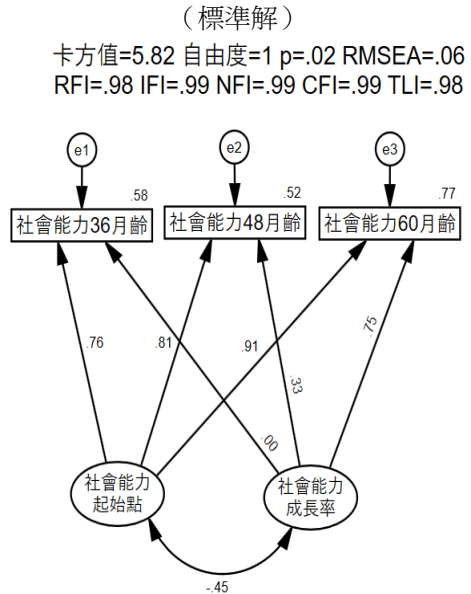 （標準解）
卡方值=5.82 自由度=1 p=.02 RMSEA=.06
RFI=.98 IFI=.99 NFI=.99 CFI=.99 TLI=.98
e1
e2
e3
.58
.52
.77
社會能力36月齡
社會能力48月齡
社會能力60月齡
.76
.81
.91
.75
.33
.00
社會能力
起始點
社會能力
成長率
-.45